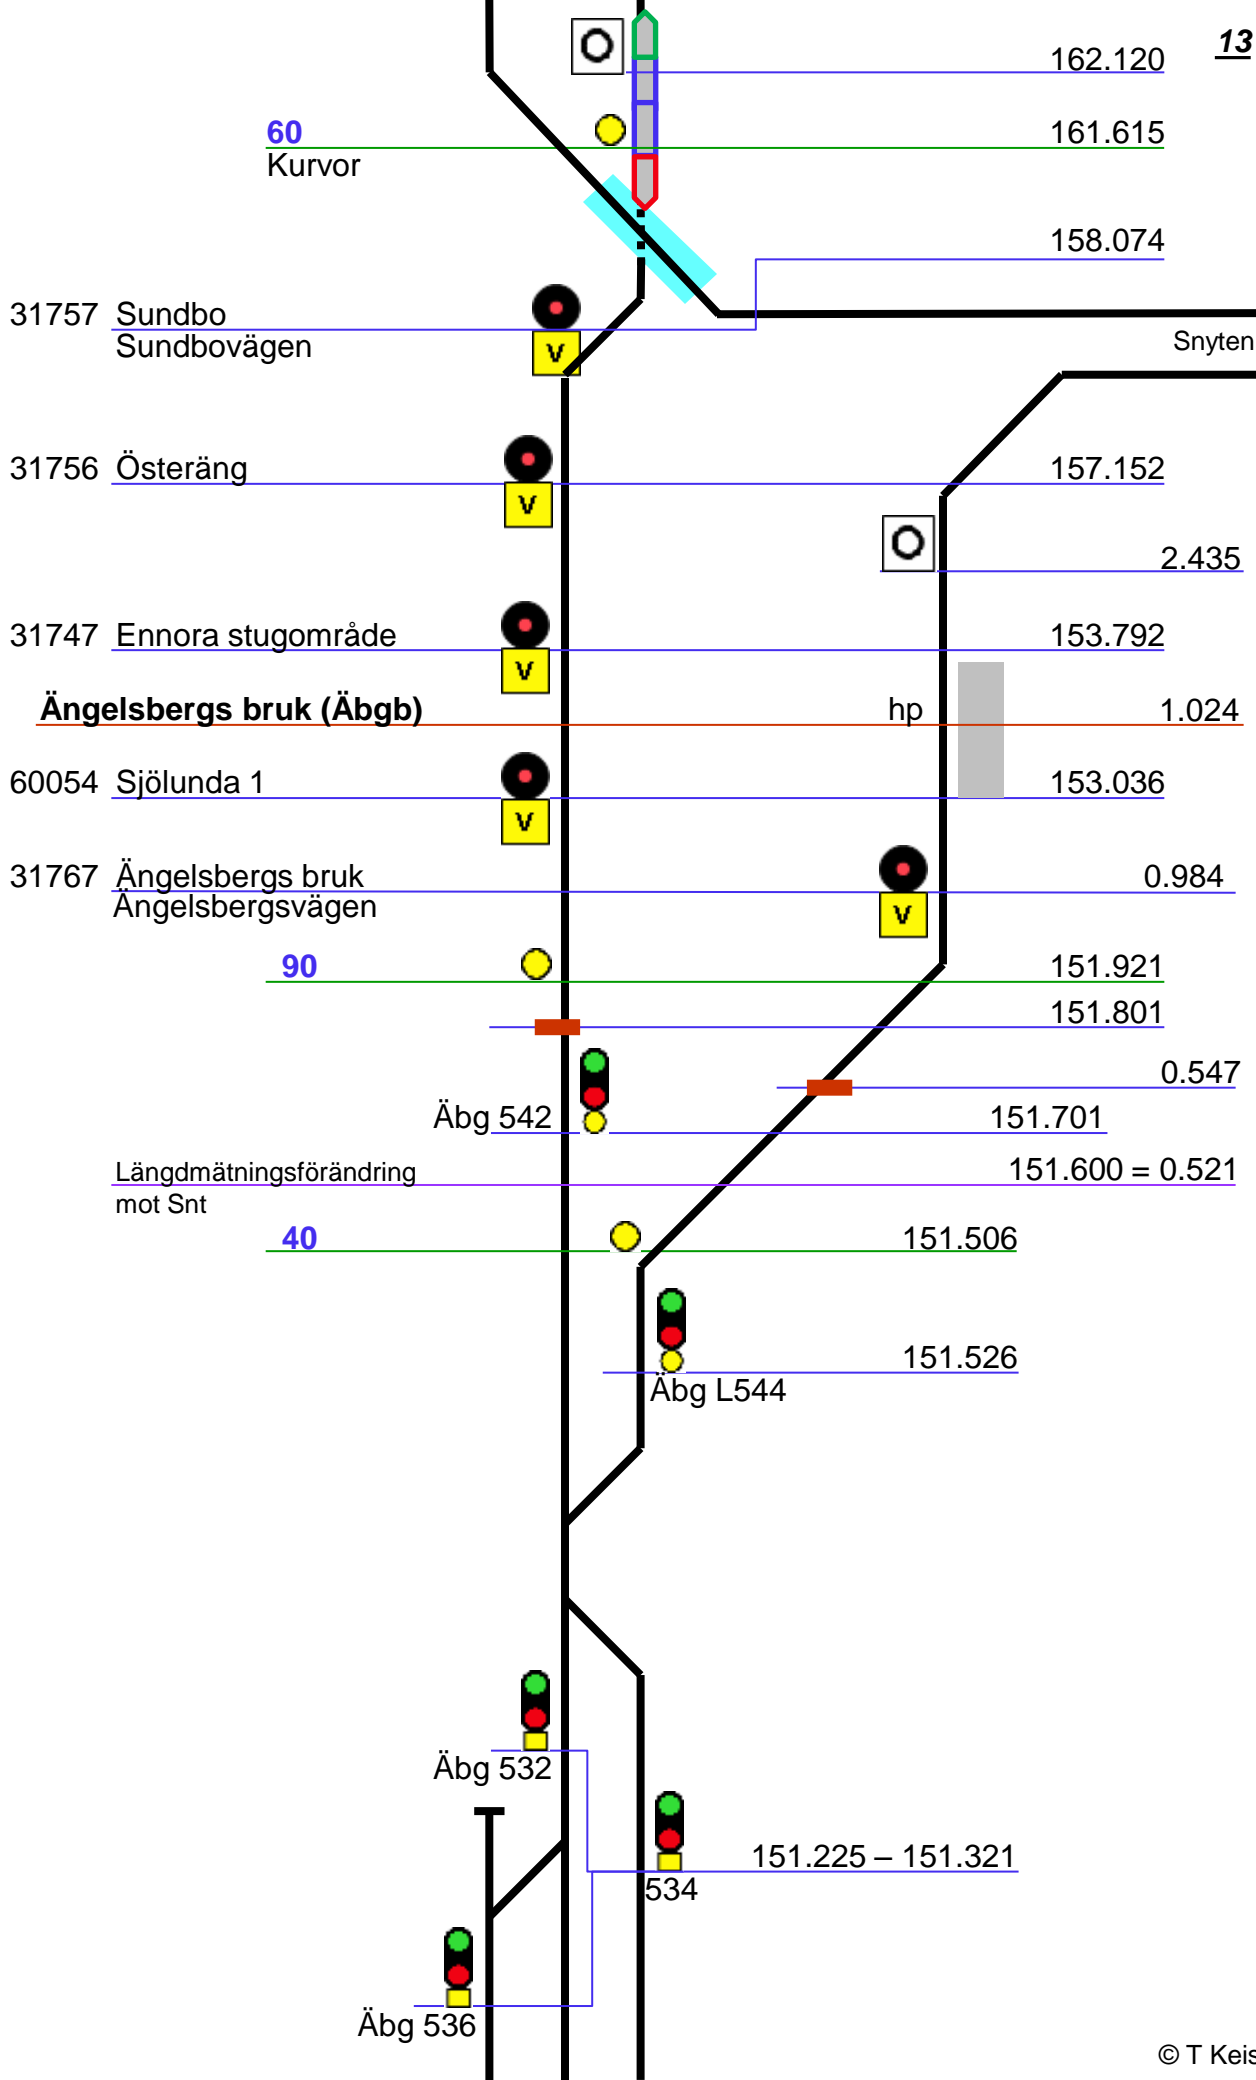 13
162.120
60
161.615
Kurvor
158.074
31757 Sundbo
Sundbovägen
V
Snyten
31756 Österäng
157.152
V
2.435
31747 Ennora stugområde
153.792
V
Ängelsbergs bruk (Äbgb)
hp
1.024
60054 Sjölunda 1
153.036
V
31767 Ängelsbergs bruk
0.984
Ängelsbergsvägen
V
90
151.921
151.801
0.547
Äbg 542
151.701
Längdmätningsförändring
151.600 = 0.521
mot Snt
40
151.506
151.526
Äbg L544
Äbg 532
151.225 – 151.321
534
Äbg 536
© T Keis